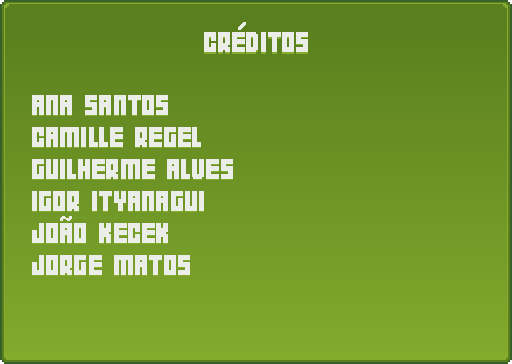 CRÉDITOS
ANA SANTOS
CAMILLE REGEL
GUILHERME ALVES
IGOR ITYANAGUI
JOÃO KECEK
JORGE MATOS